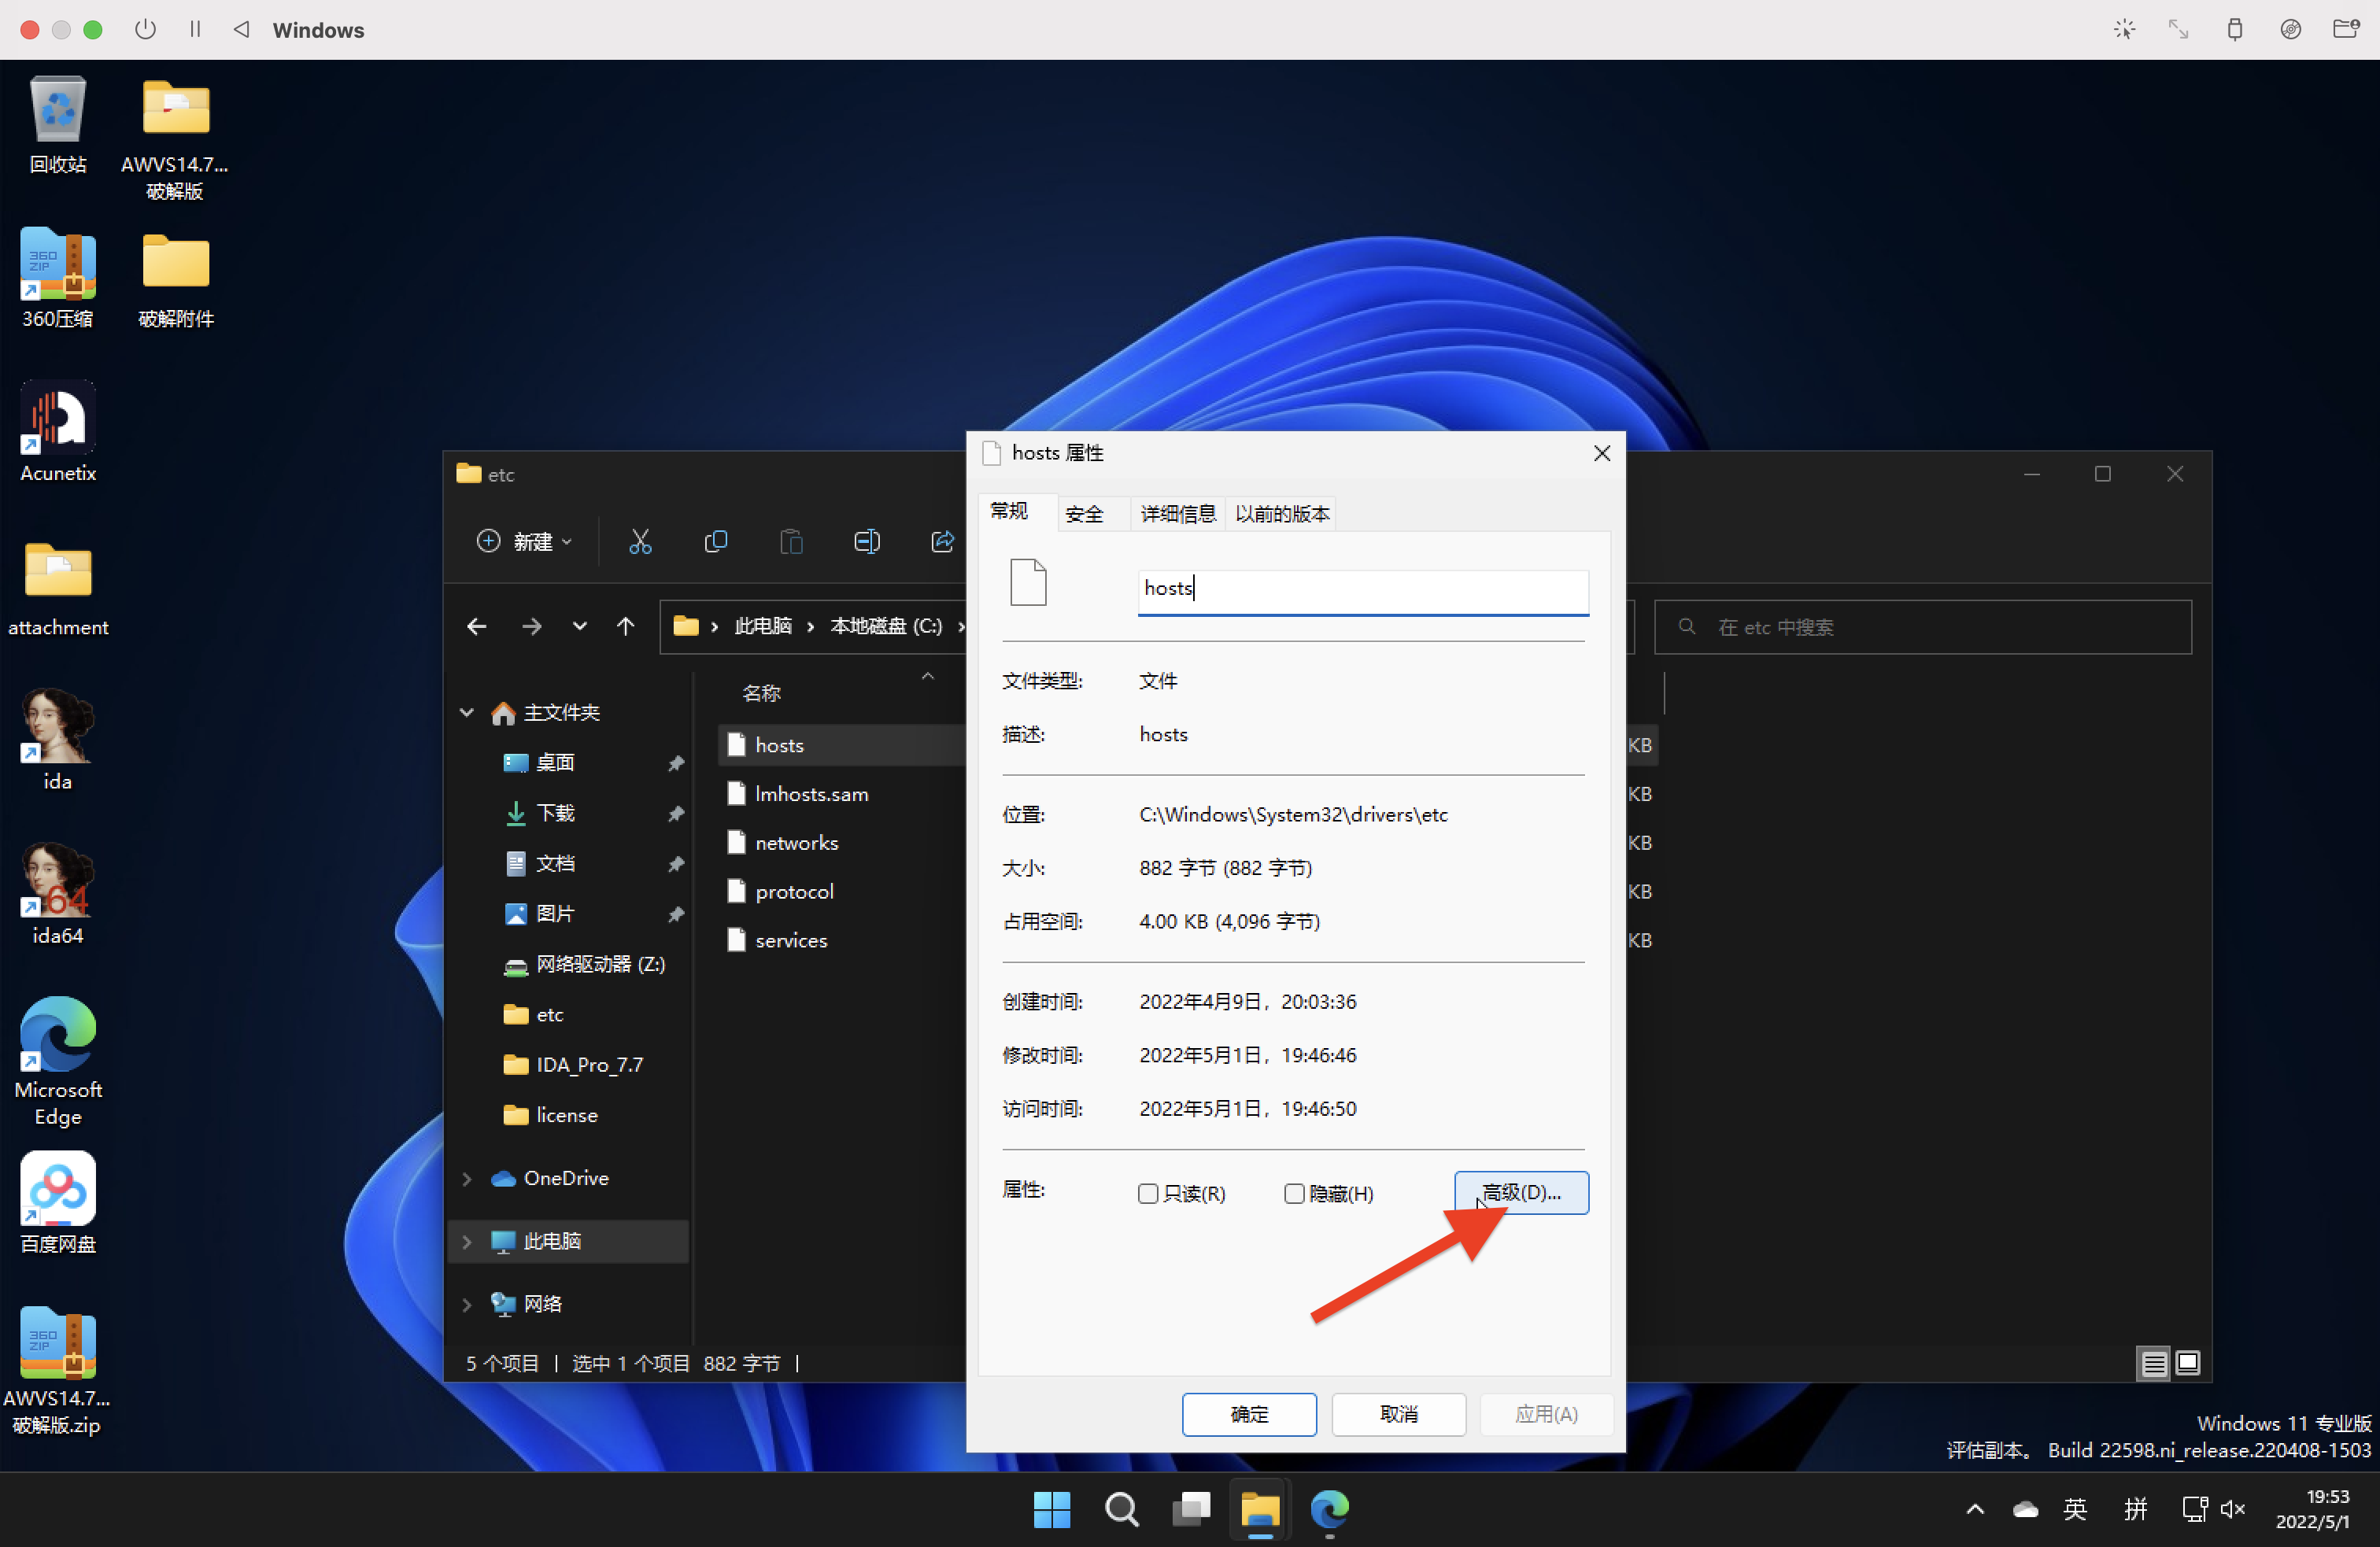 Windows
回收站
AWVS14.7...
破解版
360压缩
破解附件
Acunetix
attachment
ida
64
ida64
Microsoft
Edge
百度网盘
360
ZIP
AWVS14.7...
破解版.zip
etc
新建
此电脑
本地磁盘 (C:)
在 etc 中搜索
主文件夹
桌面
下载
文档
图片
网络驱动器 (Z:)
etc
IDA_Pro_7.7
license
OneDrive
此电脑
网络
名称
hosts
KB
lmhosts.sam
KB
networks
KB
protocol
KB
services
KB
5 个项目
选中 1 个项目 882 字节
hosts 属性
常规
安全
详细信息
以前的版本
hosts
文件类型:
文件
描述:
hosts
位置:
C:\Windows\System32\drivers\etc
大小:
882 字节 (882 字节)
占用空间:
4.00 KB (4,096 字节)
创建时间:
2022年4月9日，20:03:36
修改时间:
2022年5月1日，19:46:46
访问时间:
2022年5月1日，19:46:50
属性:
只读(R)
隐藏(H)
高级(D)...
确定
取消
应用(A)
Windows 11 专业版
评估副本。 Build 22598.ni_release.220408-1503
英
拼
19:53
2022/5/1